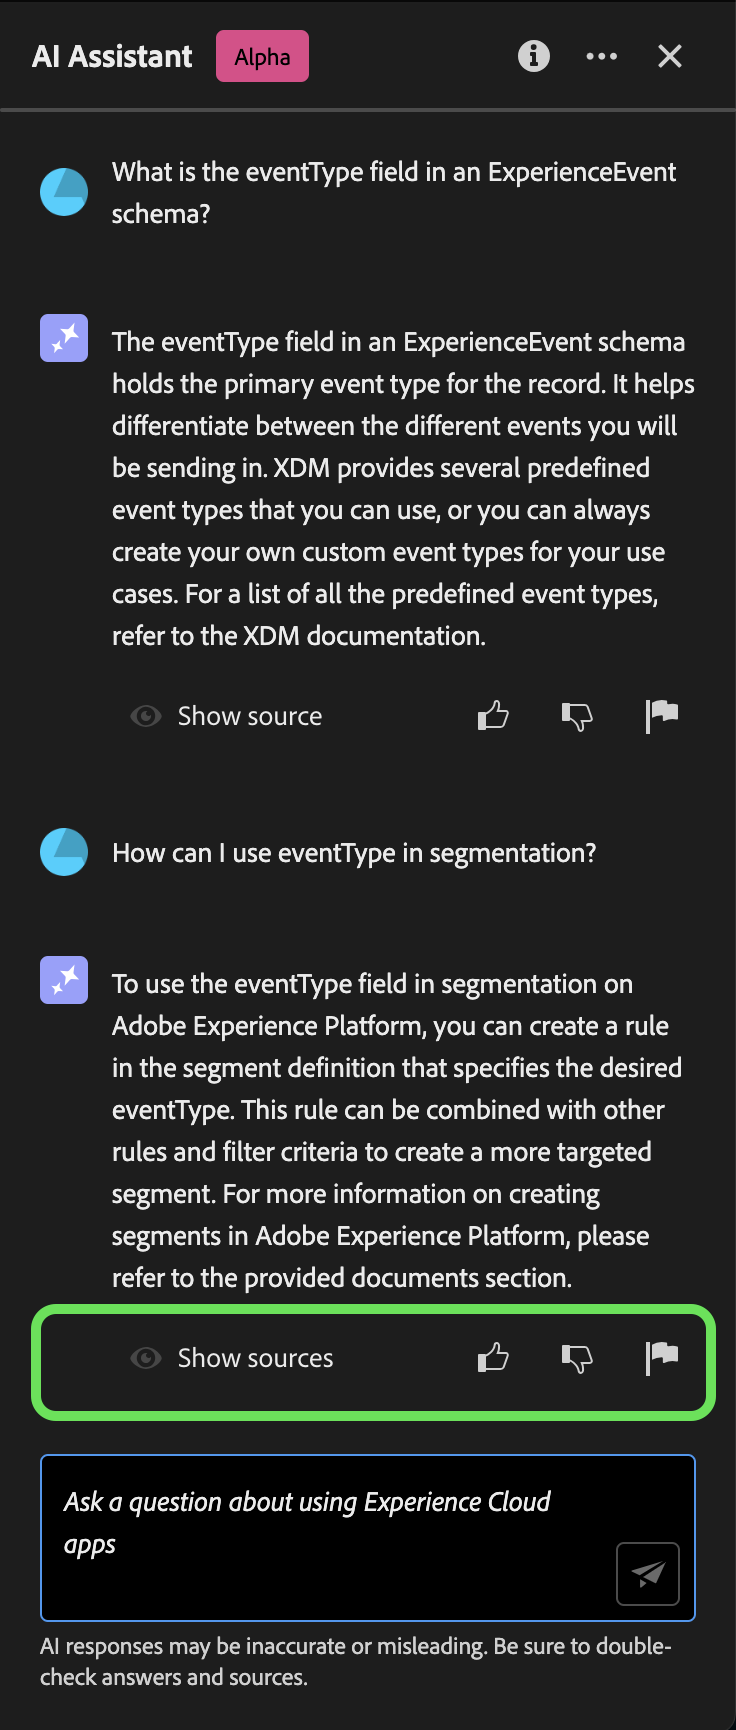 AI Assistant Alpha
What is the eventType field in an ExperienceEvent
schema?
The eventType field in an ExperienceEvent schema
holds the primary event type for the record. It helps
differentiate between the different events you will
be sending in. XDM provides several predefined
event types that you can use, or you can always
create your own custom event types for your use
cases. For a list of all the predefined event types,
refer to the XDM documentation.
Show source
How can I use eventType in segmentation?
To use the eventType field in segmentation on
Adobe Experience Platform, you can create a rule
in the segment definition that specifies the desired
eventType. This rule can be combined with other
rules and filter criteria to create a more targeted
segment. For more information on creating
segments in Adobe Experience Platform, please
refer to the provided documents section.
Show sources
Ask a question about using Experience Cloud
apps
AI responses may be inaccurate or misleading. Be sure to double-
check answers and sources.